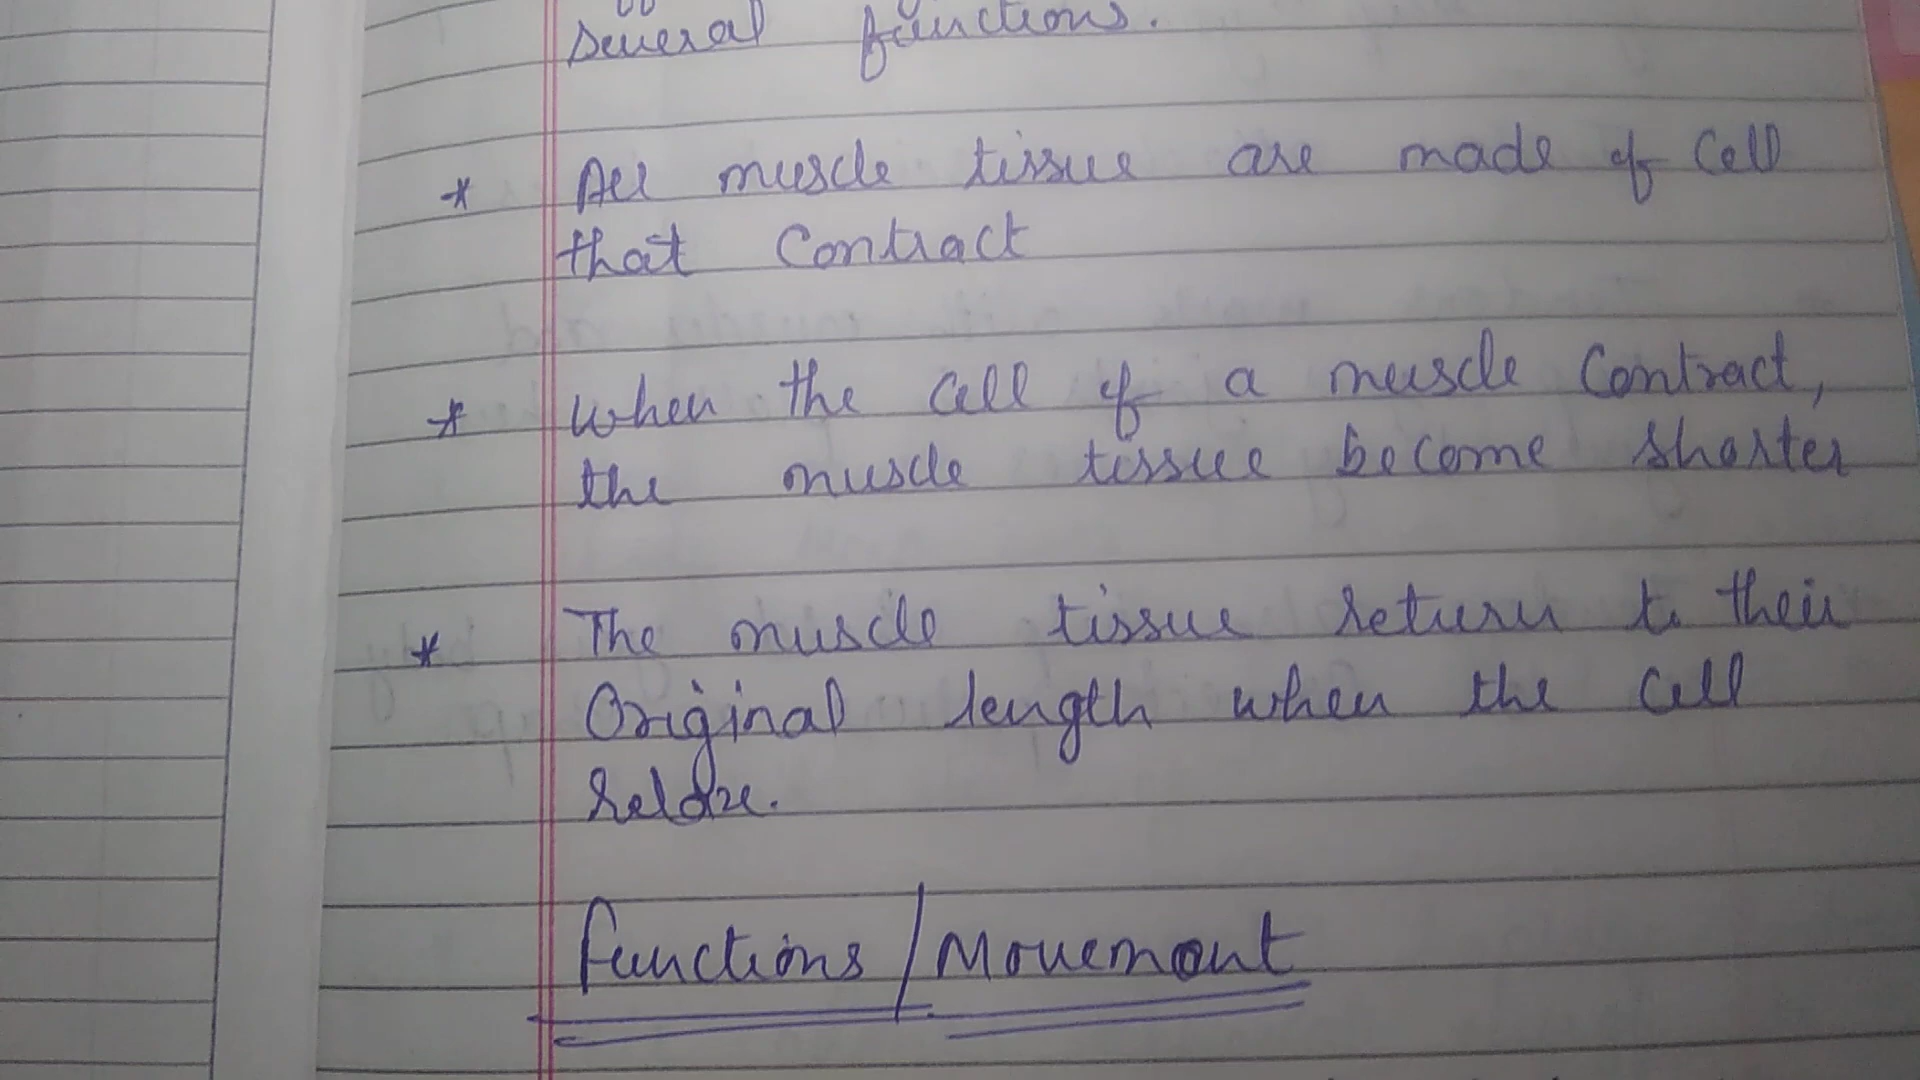 several functions.
* All muscle tissue are made of Cell
that Contract
* When the Cell of a muscle Contract,
the muscle tissue become shorter
* The muscle tissue return to their
Original length when the Cell
relax.
Functions / Movement